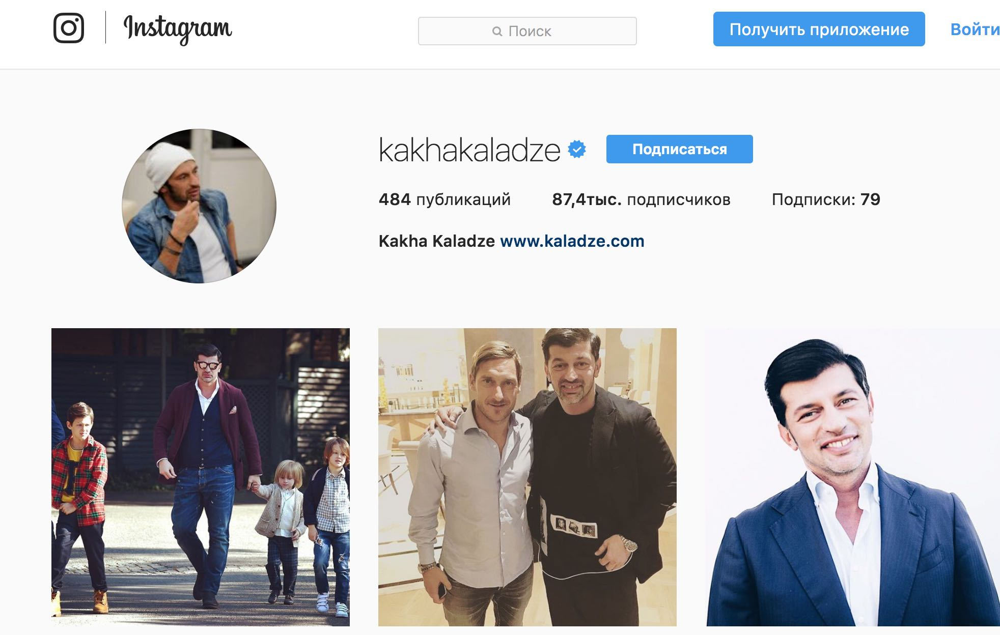 Instagram
Поиск
Получить приложение
Войти
kakhakaladze
Подписаться
484 публикаций
87,4тыс. подписчиков
Подписки: 79
Kakha Kaladze www.kaladze.com